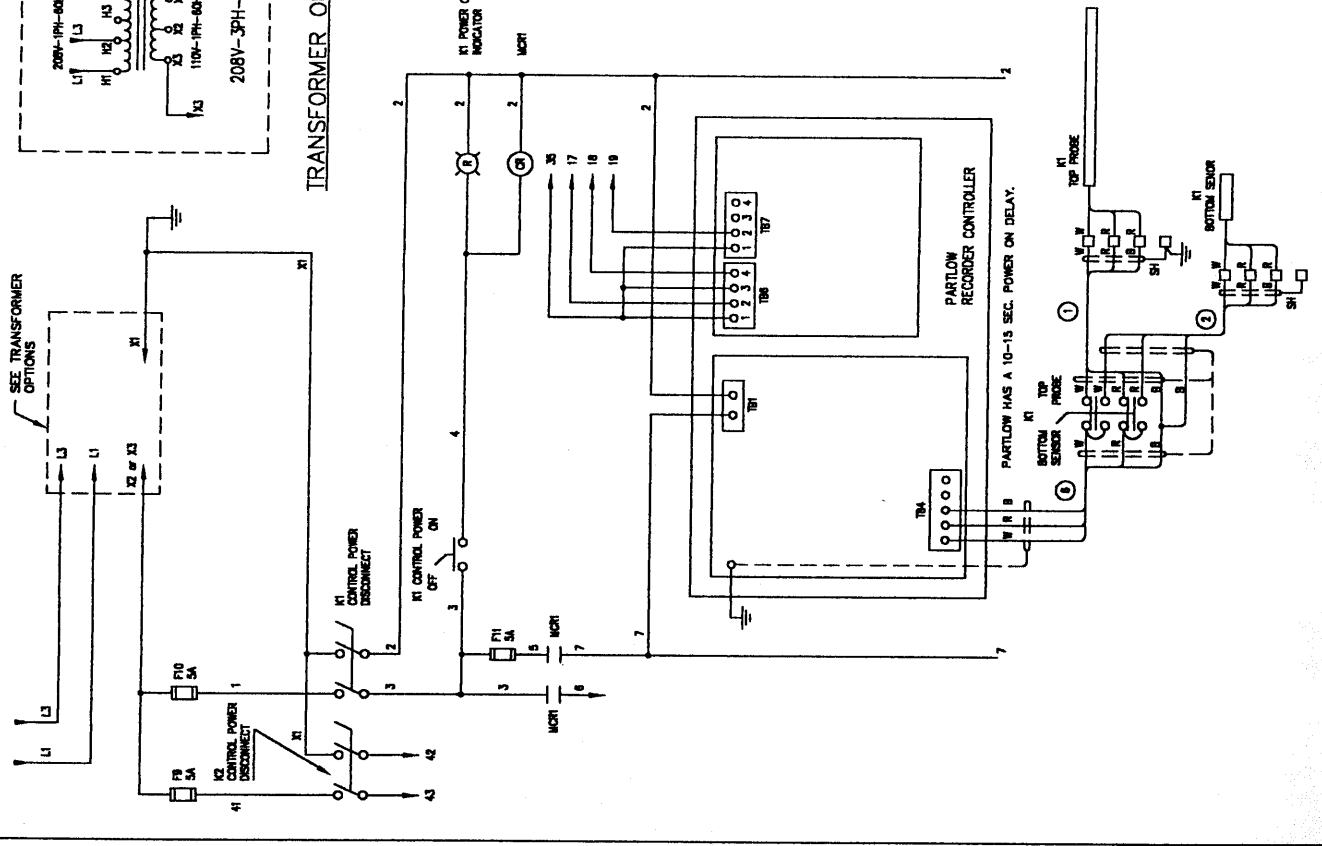 208V-1PH-60H
L3
L1
H3
H2
H1
X2
X3
110V-1PH-60H
X3
208V-3PH-
TRANSFORMER O
SEE TRANSFORMER
OPTIONS
L3
L1
X2 or X3
X1
X1
L3
L1
F10
5A
F9
5A
1
41
K2
CONTROL POWER
DISCONNECT
X1
K1
CONTROL POWER
DISCONNECT
2
3
42
43
K1 POWER O
INDICATOR
MCR1
2
2
2
2
2
R
CR
4
K1 CONTROL POWER
OFF
ON
3
F11
5A
5
MCR1
7
3
MCR1
6
7
7
35
17
18
19
1 2 3 4
TB7
1 2 3 4
TB6
TB1
TB4
PARTLOW
RECORDER CONTROLLER
PARTLOW HAS A 10-15 SEC. POWER ON DELAY.
W R B
K1
TOP PROBE
W
R
R
W
R
B
SH
K1
BOTTOM SENSOR
W
R
R
W
R
B
SH
1
2
6
K1
BOTTOM
SENSOR
TOP
PROBE
W
R
B
W
W
R
R
B
B